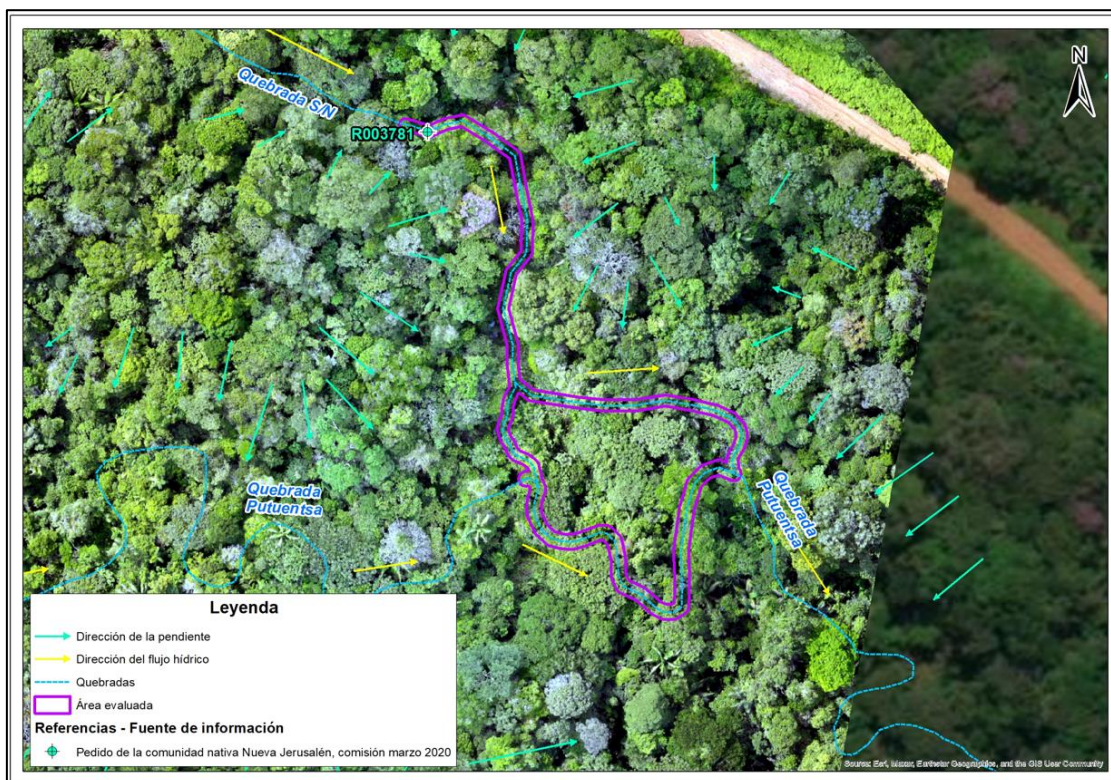 N
Quebrada S/N
R003781
Quebrada
Putuentsa
Quebrada
Putuentsa
Leyenda
Dirección de la pendiente
Dirección del flujo hídrico
Quebradas
Área evaluada
Referencias - Fuente de información
Pedido de la comunidad nativa Nueva Jerusalén, comisión marzo 2020
Source: Esri, Maxar, Earthstar Geographics, and the GIS User Community